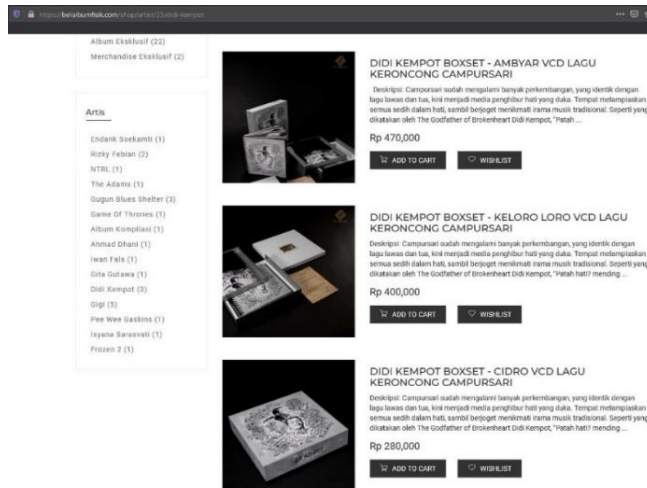 https://belialbumfisik.com/shop/artist/25/didi-kempot
Album Eksklusif (22)
Merchandise Eksklusif (2)
Artis
Endank Soekamti (1)
Rizky Febian (2)
NTRL (1)
The Adams (1)
Gugun Blues Shelter (3)
Game Of Thrones (1)
Album Kompilasi (1)
Ahmad Dhani (1)
Iwan Fals (1)
Gita Gutawa (1)
Didi Kempot (3)
Gigi (5)
Pee Wee Gaskins (1)
Isyana Sarasvati (1)
Frozen 2 (1)
DIDI KEMPOT BOXSET - AMBYAR VCD LAGU
KERONCONG CAMPURSARI
Deskripsi: Campursari sudah mengalami banyak perkembangan, yang identik dengan
lagu lawas dan tua, kini menjadi media penghibur hati yang duka. Tempat melampiaskan
semua sedih dalam hati, sambil berjoget menikmati irama musik tradisional. Seperti yang
dikatakan oleh The Godfather of Brokenheart Didi Kempot, "Patah ...
Rp 470,000
ADD TO CART
WISHLIST
DIDI KEMPOT BOXSET - KELORO LORO VCD LAGU
KERONCONG CAMPURSARI
Deskripsi: Campursari sudah mengalami banyak perkembangan, yang identik dengan
lagu lawas dan tua, kini menjadi media penghibur hati yang duka. Tempat melampiaskan
semua sedih dalam hati, sambil berjoget menikmati irama musik tradisional. Seperti yang
dikatakan oleh The Godfather of Brokenheart Didi Kempot, "Patah hati? mending ...
Rp 400,000
ADD TO CART
WISHLIST
DIDI KEMPOT BOXSET - CIDRO VCD LAGU
KERONCONG CAMPURSARI
Deskripsi: Campursari sudah mengalami banyak perkembangan, yang identik dengan
lagu lawas dan tua, kini menjadi media penghibur hati yang duka. Tempat melampiaskan
semua sedih dalam hati, sambil berjoget menikmati irama musik tradisional. Seperti yang
dikatakan oleh The Godfather of Brokenheart Didi Kempot, "Patah hati? mending ...
Rp 280,000
ADD TO CART
WISHLIST